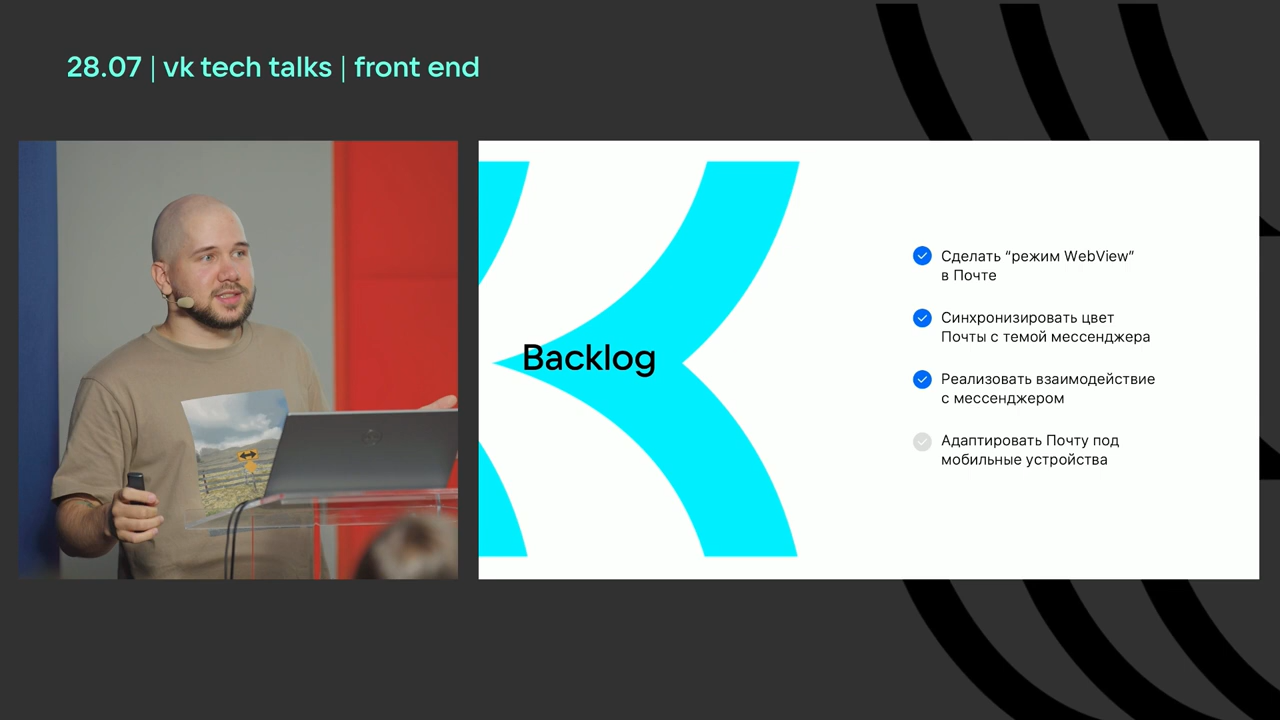 28.07 | vk tech talks | front end
Backlog
Сделать “режим WebView”
в Почте
Синхронизировать цвет
Почты с темой мессенджера
Реализовать взаимодействие
с мессенджером
Адаптировать Почту под
мобильные устройства